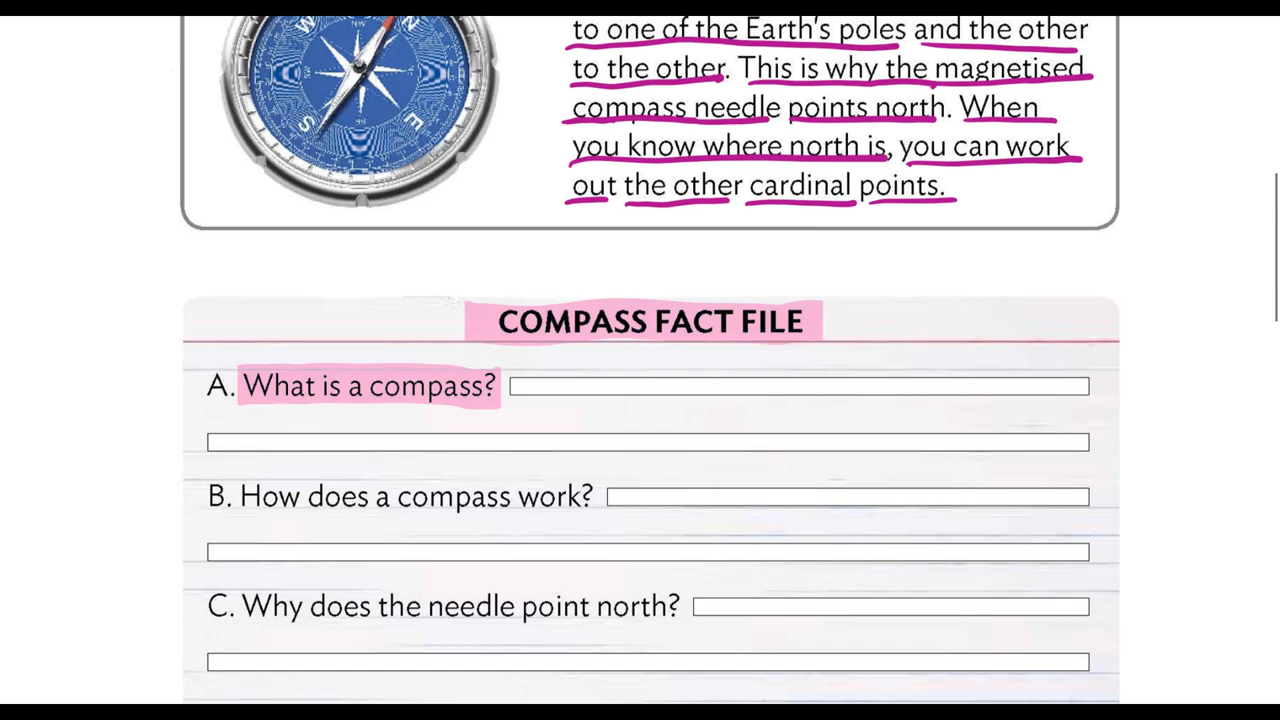 W
N
NW
S
E
to one of the Earth's poles and the other
to the other. This is why the magnetised
compass needle points north. When
you know where north is, you can work
out the other cardinal points.
COMPASS FACT FILE
A. What is a compass?
B. How does a compass work?
C. Why does the needle point north?